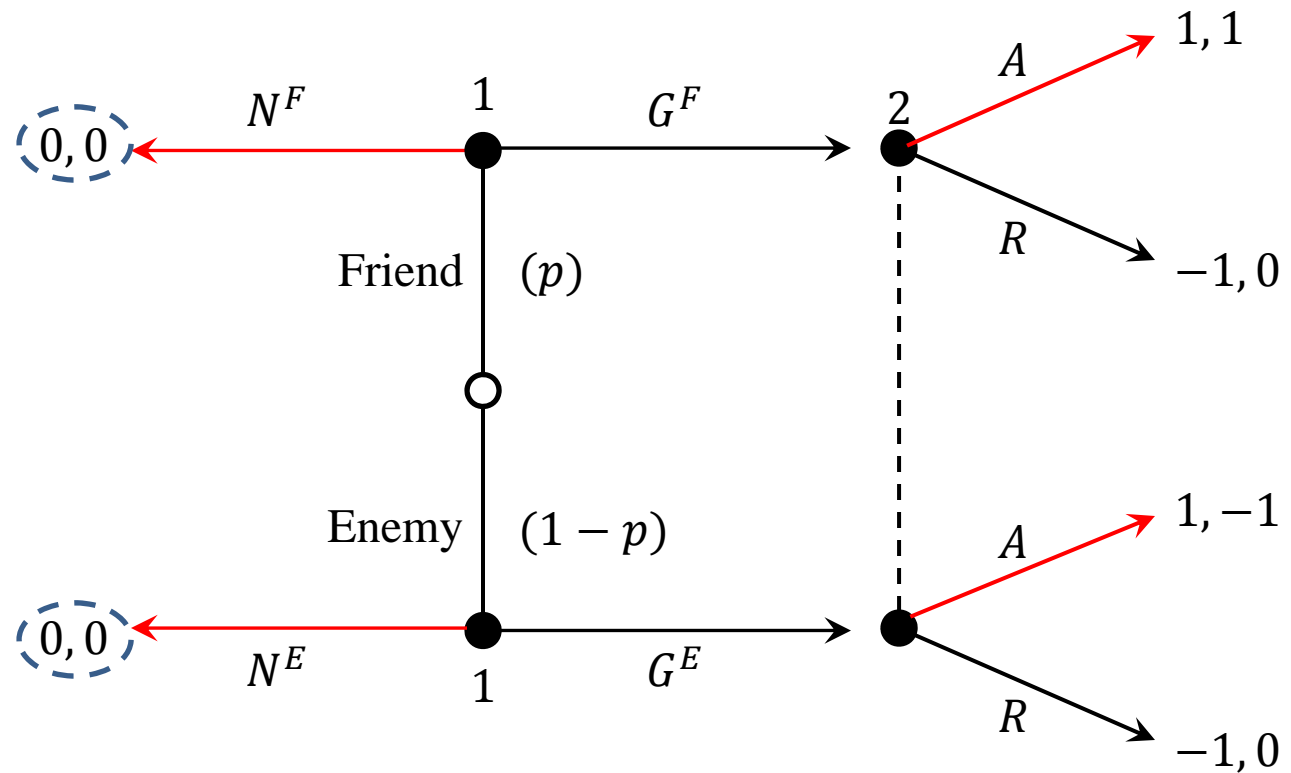 1, 1
A
N^F
1
G^F
2
0, 0
R
−1, 0
Friend
(p)
Enemy
(1 − p)
1, −1
A
0, 0
N^E
1
G^E
R
−1, 0